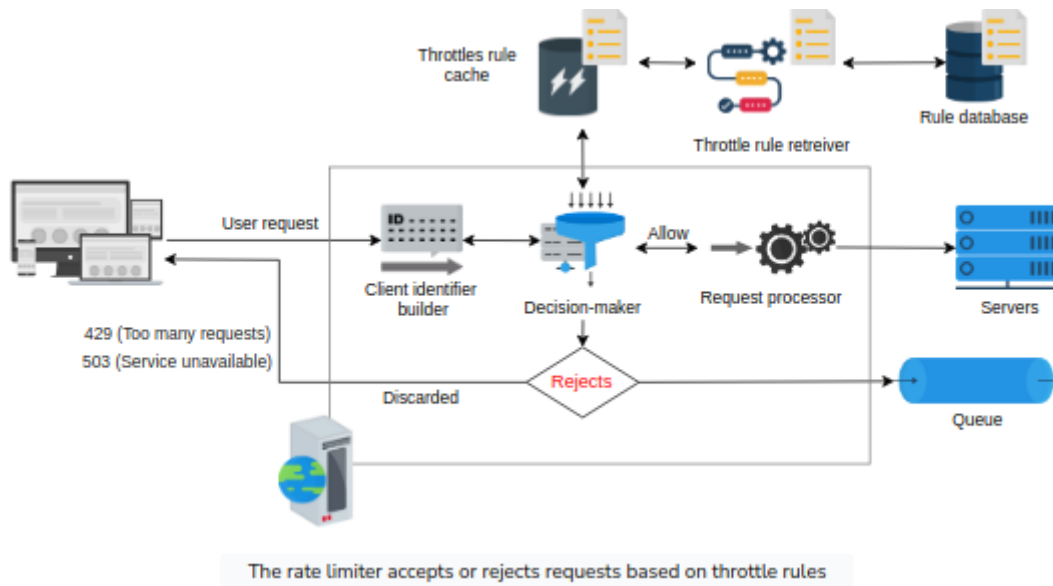 Throttles rule
cache
Throttle rule retreiver
Rule database
User request
ID
Client identifier
builder
Decision-maker
Allow
Request processor
Servers
429 (Too many requests)
503 (Service unavailable)
Discarded
Rejects
Queue
The rate limiter accepts or rejects requests based on throttle rules